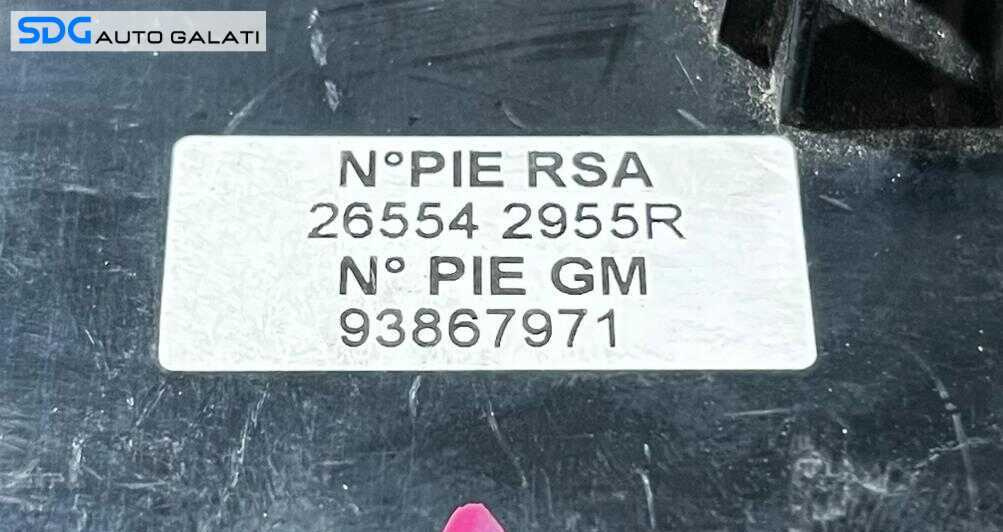 SDG AUTO GALATI
N°PIE RSA
26554 2955R
N° PIE GM
93867971